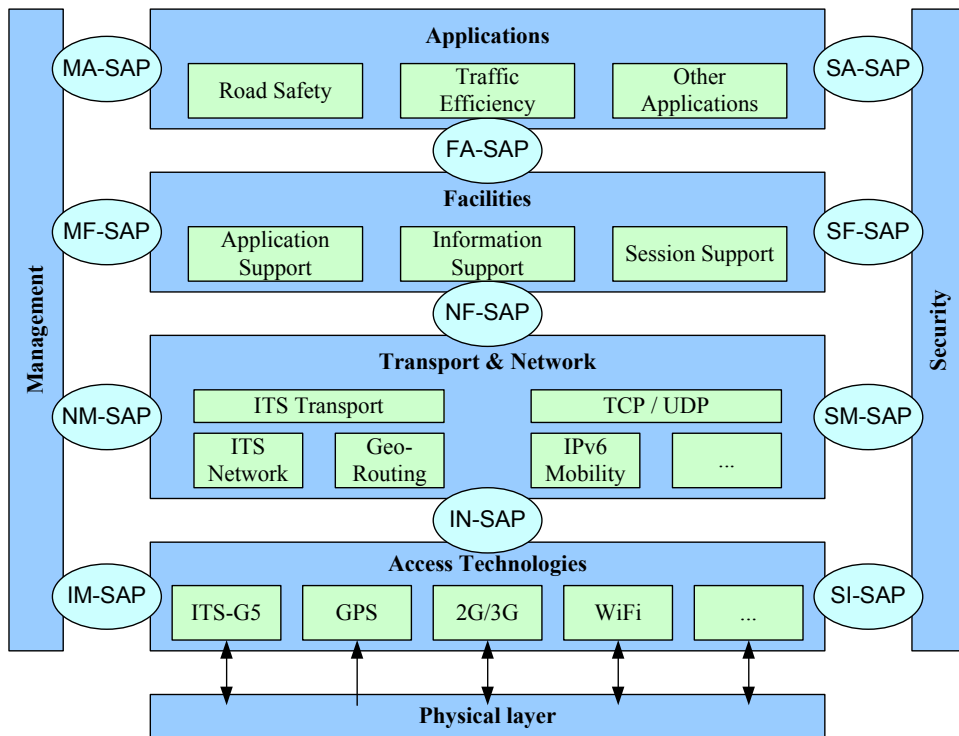 Applications
MA-SAP
SA-SAP
Road Safety
Traffic
Efficiency
Other
Applications
FA-SAP
Facilities
MF-SAP
SF-SAP
Application
Support
Information
Support
Session Support
NF-SAP
Management
Security
Transport & Network
NM-SAP
SM-SAP
ITS Transport
TCP / UDP
ITS
Network
Geo-
Routing
IPv6
Mobility
...
IN-SAP
Access Technologies
IM-SAP
SI-SAP
ITS-G5
GPS
2G/3G
WiFi
...
Physical layer